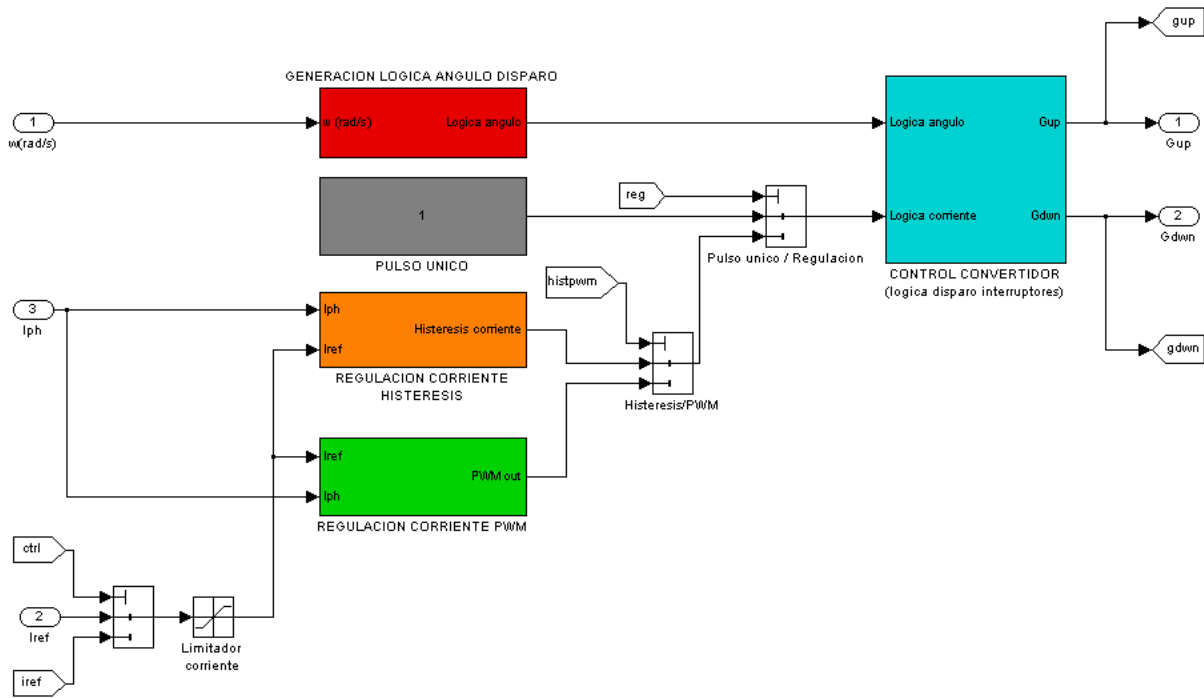 gup
GENERACION LOGICA ANGULO DISPARO
1
w(rad/s)
w (rad/s)
Logica angulo
Logica angulo
Gup
1
Gup
reg
1
PULSO UNICO
Pulso unico / Regulacion
Logica corriente
Gdwn
2
Gdwn
CONTROL CONVERTIDOR
(logica disparo interruptores)
histpwm
3
Iph
Iph
Histeresis corriente
Iref
REGULACION CORRIENTE
HISTERESIS
Histeresis/PWM
gdwn
Iref
PWM out
Iph
REGULACION CORRIENTE PWM
ctrl
2
Iref
Limitador
corriente
iref